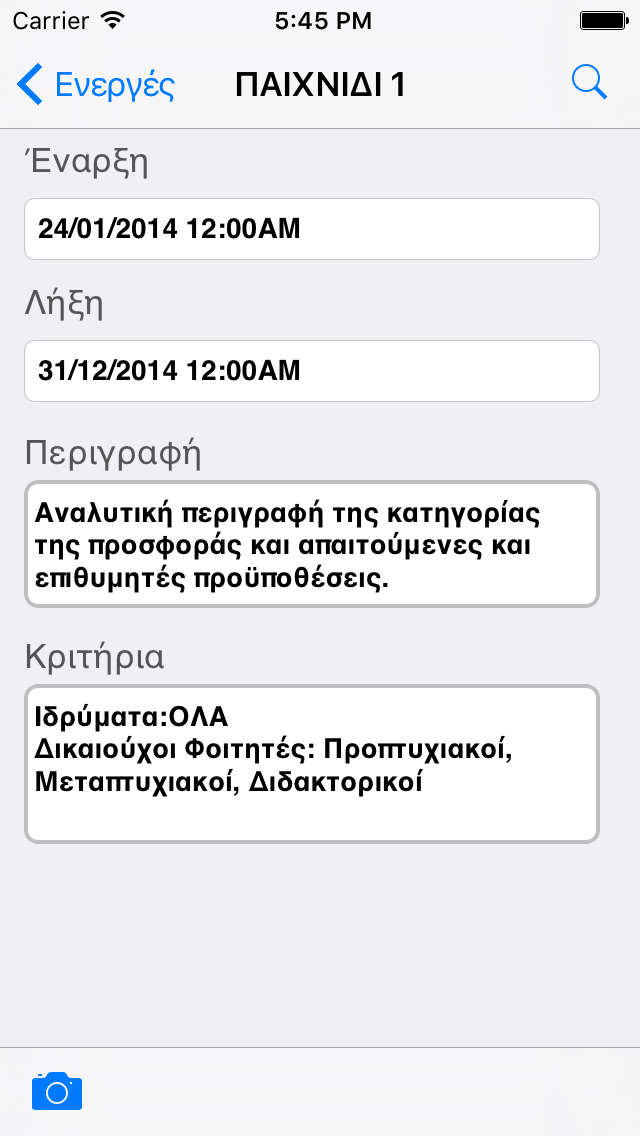 Carrier 5:45 PM
Ενεργές ΠΑΙΧΝΙΔΙ 1
Έναρξη
24/01/2014 12:00AM
Λήξη
31/12/2014 12:00AM
Περιγραφή
Αναλυτική περιγραφή της κατηγορίας
της προσφοράς και απαιτούμενες και
επιθυμητές προϋποθέσεις.
Κριτήρια
Ιδρύματα:ΟΛΑ
Δικαιούχοι Φοιτητές: Προπτυχιακοί,
Μεταπτυχιακοί, Διδακτορικοί